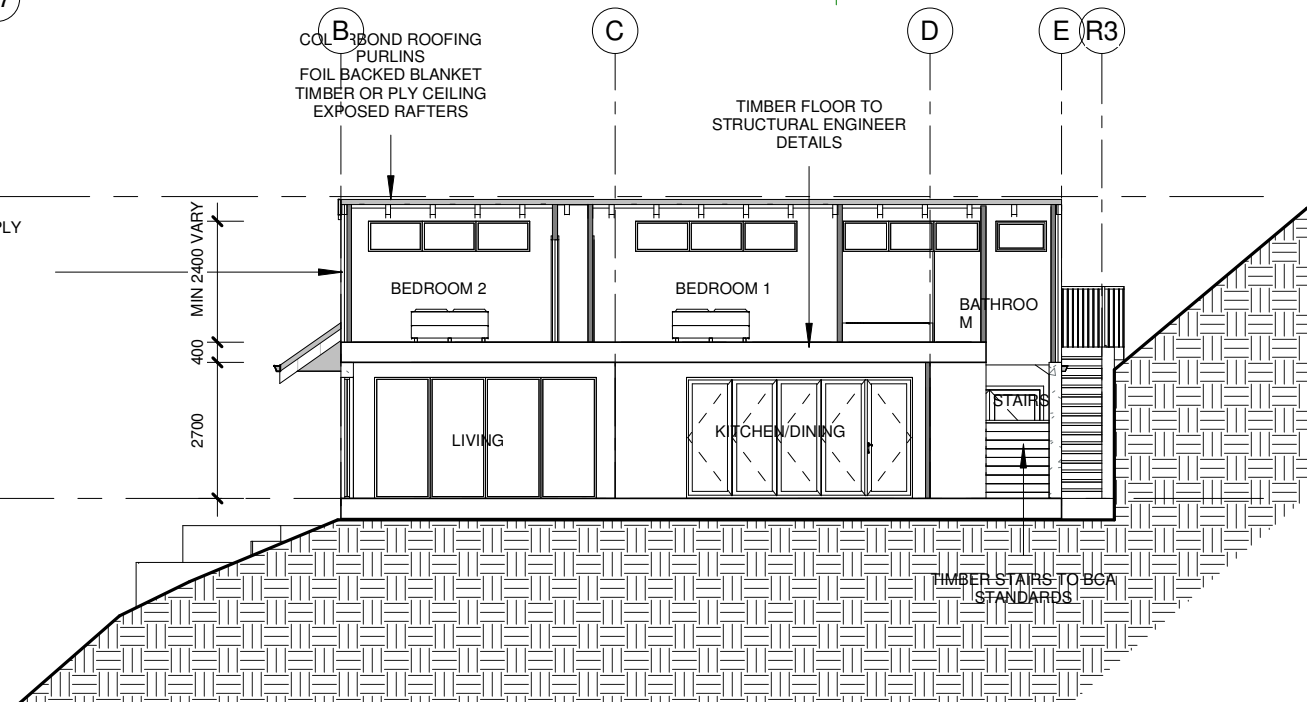 B
C
D
E
R3
COLORBOND ROOFING
PURLINS
FOIL BACKED BLANKET
TIMBER OR PLY CEILING
EXPOSED RAFTERS
TIMBER FLOOR TO
STRUCTURAL ENGINEER
DETAILS
PLY
MIN 2400 VARY
400
2700
BEDROOM 2
BEDROOM 1
BATHROO
M
LIVING
KITCHEN/DINING
STAIRS
TIMBER STAIRS TO BCA
STANDARDS